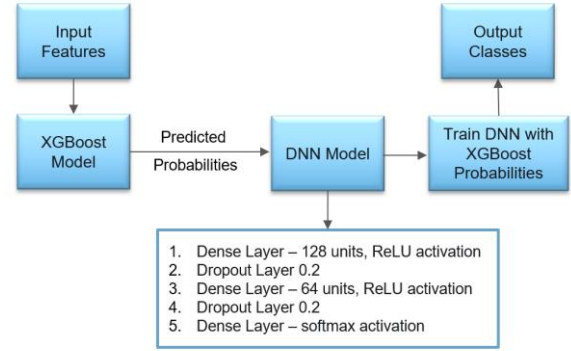 Input
Features
Output
Classes
XGBoost
Model
Predicted
Probabilities
DNN Model
Train DNN with
XGBoost
Probabilities
1. Dense Layer – 128 units, ReLU activation
2. Dropout Layer 0.2
3. Dense Layer – 64 units, ReLU activation
4. Dropout Layer 0.2
5. Dense Layer – softmax activation